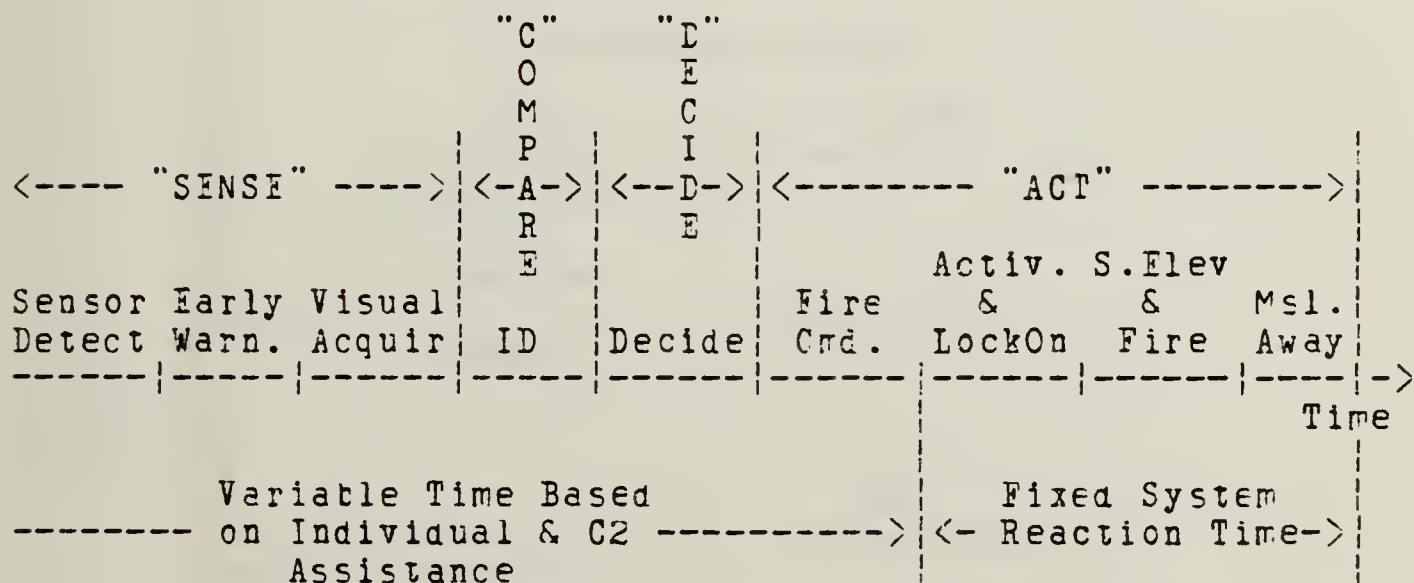 "C" "D"
O E
M C
P I
<---- "SENSE" ---->|<-A->|<--D->|<-------- "ACT" -------->|
R E
E
Activ. S.Elev
Sensor Early Visual Fire & & Msl.
Detect Warn. Acquir ID Decide Cmd. LockOn Fire Away
------|-----|------|-----|------|------|------|------|----|->
Time
Variable Time Based Fixed System
------- on Individual & C2 ---------->|<- Reaction Time->|
Assistance